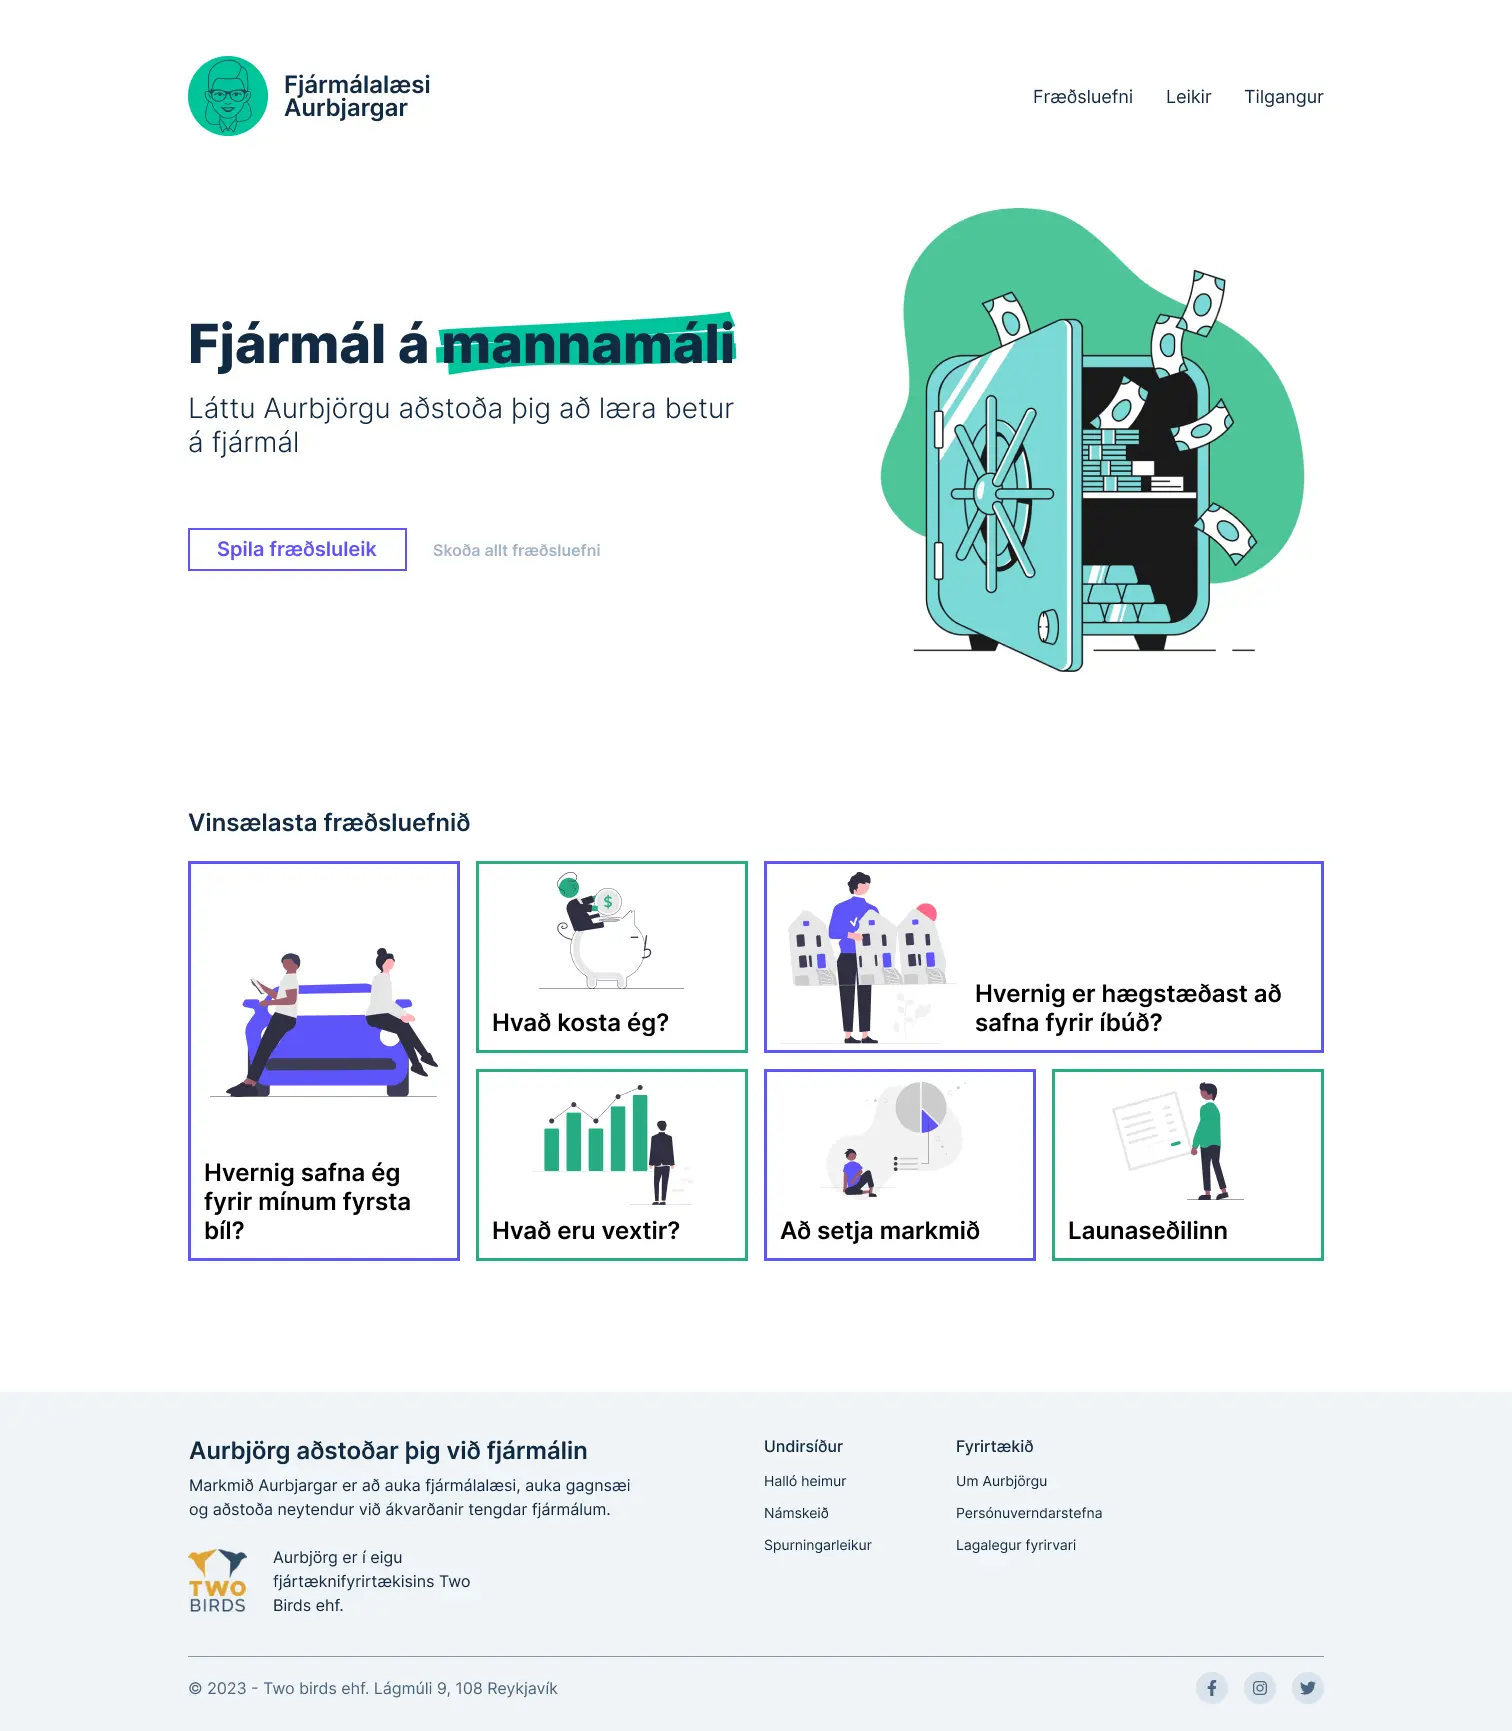 Fjármálalæsi
Aurbjargar
Fræðsluefni
Leikir
Tilgangur
Fjármál á mannamáli
Láttu Aurbjörgu aðstoða þig að læra betur
á fjármál
Spila fræðsluleik
Skoða allt fræðsluefni
Vinsælasta fræðsluefnið
Hvernig safna ég
fyrir mínum fyrsta
bíl?
$
Hvað kosta ég?
Hvernig er hægstæðast að
safna fyrir íbúð?
Hvað eru vextir?
Að setja markmið
Launaseðilinn
Aurbjörg aðstoðar þig við fjármálin
Markmið Aurbjargar er að auka fjármálalæsi, auka gagnsæi
og aðstoða neytendur við ákvarðanir tengdar fjármálum.
TWO
BIRDS
Aurbjörg er í eigu
fjártæknifyrirtækisins Two
Birds ehf.
Undirsíður
Halló heimur
Námskeið
Spurningarleikur
Fyrirtækið
Um Aurbjörgu
Persónuverndarstefna
Lagalegur fyrirvari
© 2023 - Two birds ehf. Lágmúli 9, 108 Reykjavík